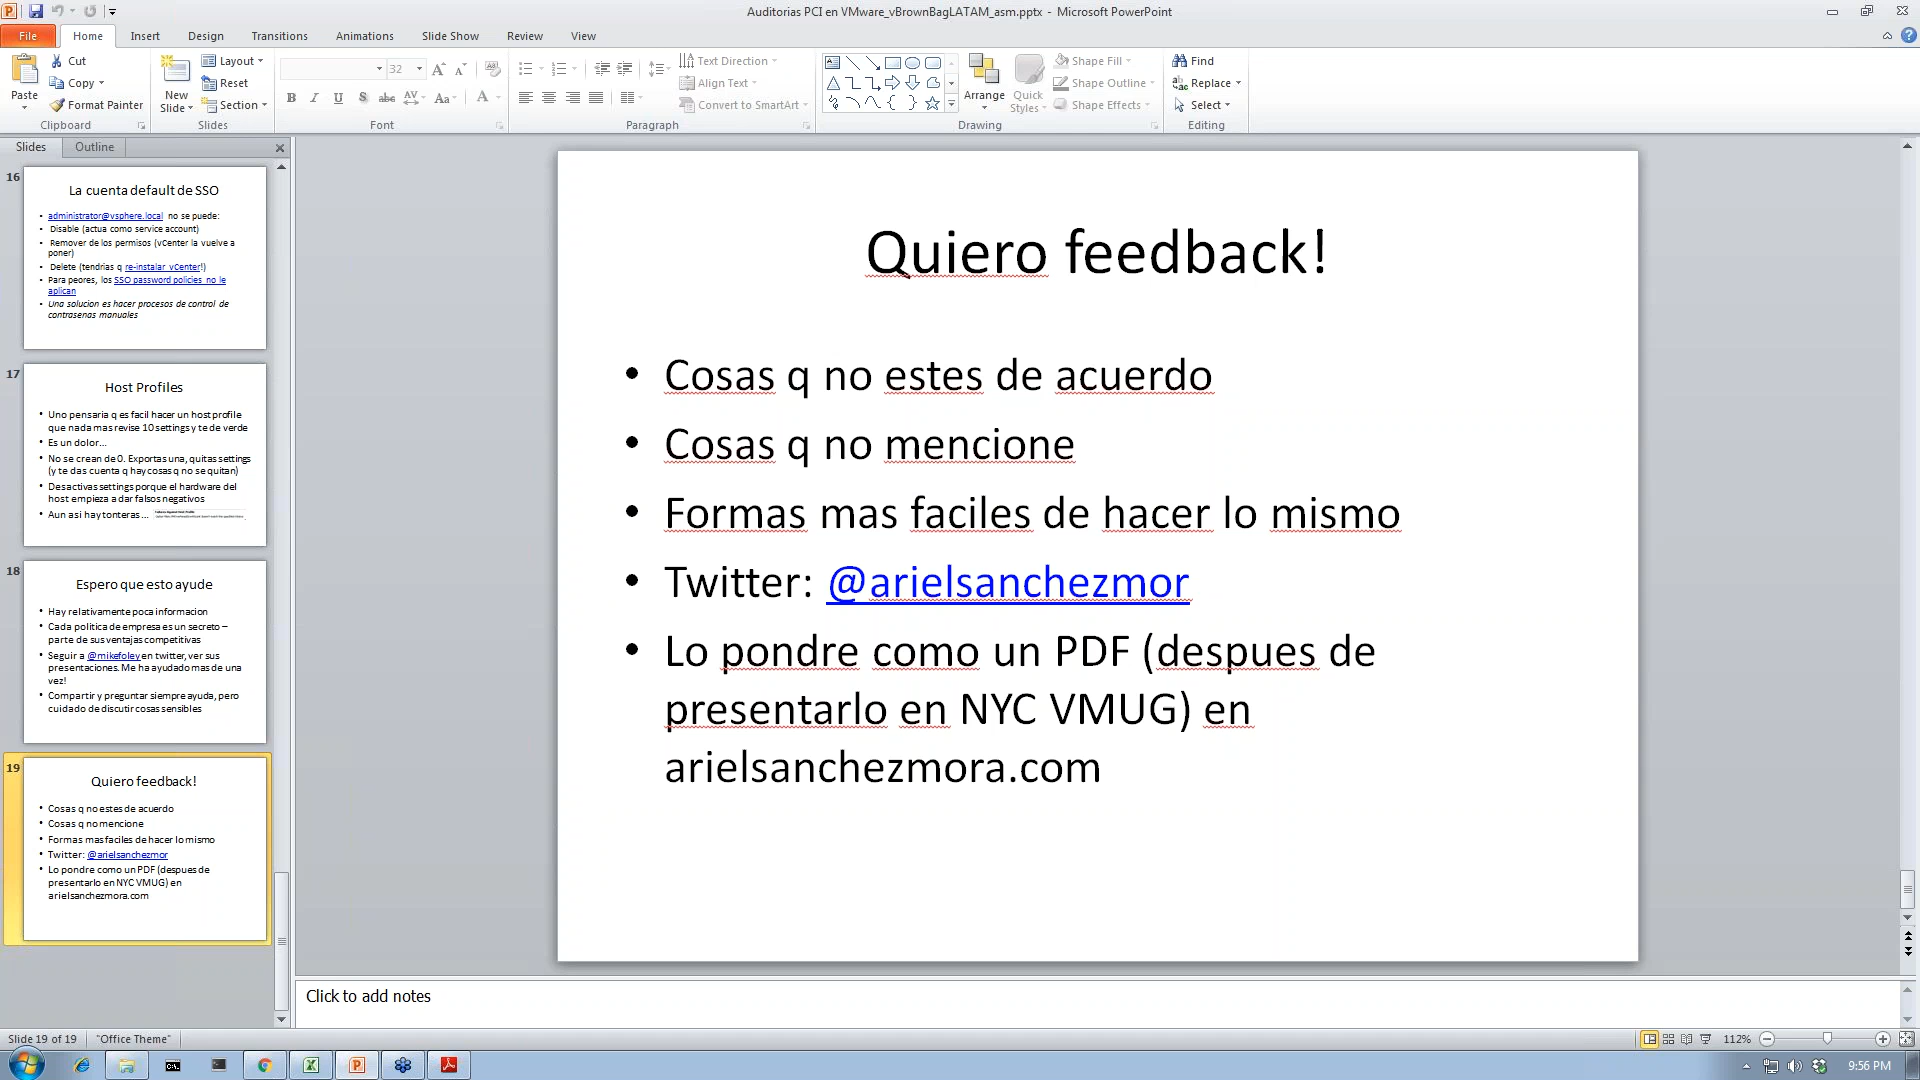 Auditorias PCI en VMware_vBrownBagLATAM_asm.pptx - Microsoft PowerPoint
File Home Insert Design Transitions Animations Slide Show Review View
Cut
Copy
Format Painter
Paste
Clipboard
New
Slide
Layout
Reset
Section
Slides
32
B I U S abc AV Aa A
Font
Text Direction
Align Text
Convert to SmartArt
Paragraph
Arrange
Quick
Styles
Shape Fill
Shape Outline
Shape Effects
Drawing
Find
Replace
Select
Editing
Slides Outline
16
La cuenta default de SSO
• administrator@vsphere.local no se puede:
• Disable (actua como service account)
• Remover de los permisos (vCenter la vuelve a
poner)
• Delete (tendrias q re-instalar vCenter!)
• Para peores, los SSO password policies no le
aplican
• Una solucion es hacer procesos de control de
contrasenas manuales
17
Host Profiles
• Uno pensaria q es facil hacer un host profile
que nada mas revise 10 settings y te de verde
• Es un dolor...
• No se crean de 0. Exportas una, quitas settings
(y te das cuenta q hay cosas q no se quitan)
• Desactivas settings porque el hardware del
host empieza a dar falsos negativos
• Aun asi hay tonteras...
18
Espero que esto ayude
• Hay relativamente poca informacion
• Cada politica de empresa es un secreto –
parte de sus ventajas competitivas
• Seguir a @mikefoley en twitter, ver sus
presentaciones. Me ha ayudado mas de una
vez!
• Compartir y preguntar siempre ayuda, pero
cuidado de discutir cosas sensibles
19
Quiero feedback!
• Cosas q no estes de acuerdo
• Cosas q no mencione
• Formas mas faciles de hacer lo mismo
• Twitter: @arielsanchezmor
• Lo pondre como un PDF (despues de
presentarlo en NYC VMUG) en
arielsanchezmora.com
Quiero feedback!
• Cosas q no estes de acuerdo
• Cosas q no mencione
• Formas mas faciles de hacer lo mismo
• Twitter: @arielsanchezmor
• Lo pondre como un PDF (despues de
presentarlo en NYC VMUG) en
arielsanchezmora.com
Click to add notes
Slide 19 of 19 "Office Theme" 112%
9:56 PM